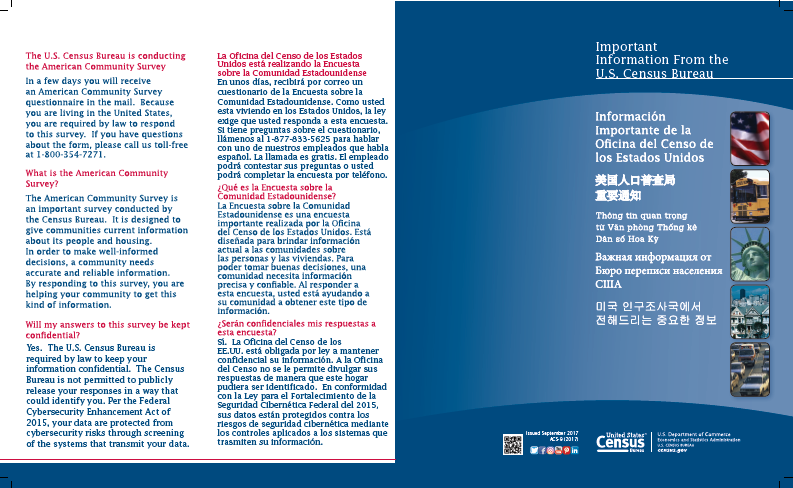 The U.S. Census Bureau is conducting
the American Community Survey
In a few days you will receive
an American Community Survey
questionnaire in the mail. Because
you are living in the United States,
you are required by law to respond
to this survey. If you have questions
about the form, please call us toll-free
at 1-800-354-7271.
What is the American Community
Survey?
The American Community Survey is
an important survey conducted by
the Census Bureau. It is designed to
give communities current information
about its people and housing.
In order to make well-informed
decisions, a community needs
accurate and reliable information.
By responding to this survey, you are
helping your community to get this
kind of information.
Will my answers to this survey be kept
confidential?
Yes. The U.S. Census Bureau is
required by law to keep your
information confidential. The Census
Bureau is not permitted to publicly
release your responses in a way that
could identify you. Per the Federal
Cybersecurity Enhancement Act of
2015, your data are protected from
cybersecurity risks through screening
of the systems that transmit your data.
La Oficina del Censo de los Estados
Unidos está realizando la Encuesta
sobre la Comunidad Estadounidense
En unos días, recibirá por correo un
cuestionario de la Encuesta sobre la
Comunidad Estadounidense. Como usted
esta viviendo en los Estados Unidos, la ley
exige que usted responda a esta encuesta.
Si tiene preguntas sobre el cuestionario,
llámenos al 1-877-833-5625 para hablar
con uno de nuestros empleados que habla
español. La llamada es gratis. El empleado
podrá contestar sus preguntas o usted
podrá completar la encuesta por teléfono.
¿Qué es la Encuesta sobre la
Comunidad Estadounidense?
La Encuesta sobre la Comunidad
Estadounidense es una encuesta
importante realizada por la Oficina
del Censo de los Estados Unidos. Está
diseñada para brindar información
actual a las comunidades sobre
las personas y las viviendas. Para
poder tomar buenas decisiones, una
comunidad necesita información
precisa y confiable. Al responder a
esta encuesta, usted está ayudando a
su comunidad a obtener este tipo de
información.
¿Serán confidenciales mis respuestas a
esta encuesta?
Sí. La Oficina del Censo de los
EE.UU. está obligada por ley a mantener
confidencial su información. A la Oficina
del Censo no se le permite divulgar sus
respuestas de manera que este hogar
pudiera ser identificado. En conformidad
con la Ley para el Fortalecimiento de la
Seguridad Cibernética Federal del 2015,
sus datos están protegidos contra los
riesgos de seguridad cibernética mediante
los controles aplicados a los sistemas que
trasmiten su información.
Important
Information From the
U.S. Census Bureau
Información
Importante de la
Oficina del Censo de
los Estados Unidos
美国人口普查局
重要通知
Thông tin quan trọng
từ Văn phòng Thống kê
Dân số Hoa Kỳ
Важная информация от
Бюро переписи населения
США
미국 인구조사국에서
전해드리는 중요한 정보
Issued September 2017
ACS-9 (2017)
United States™
Census
Bureau
U.S. Department of Commerce
Economics and Statistics Administration
U.S. CENSUS BUREAU
census.gov